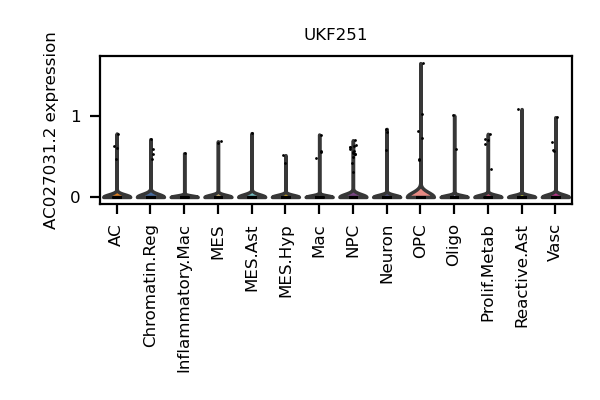 UKF251
AC027031.2 expression
1
0
AC
Chromatin.Reg
Inflammatory.Mac
MES
MES.Ast
MES.Hyp
Mac
NPC
Neuron
OPC
Oligo
Prolif.Metab
Reactive.Ast
Vasc